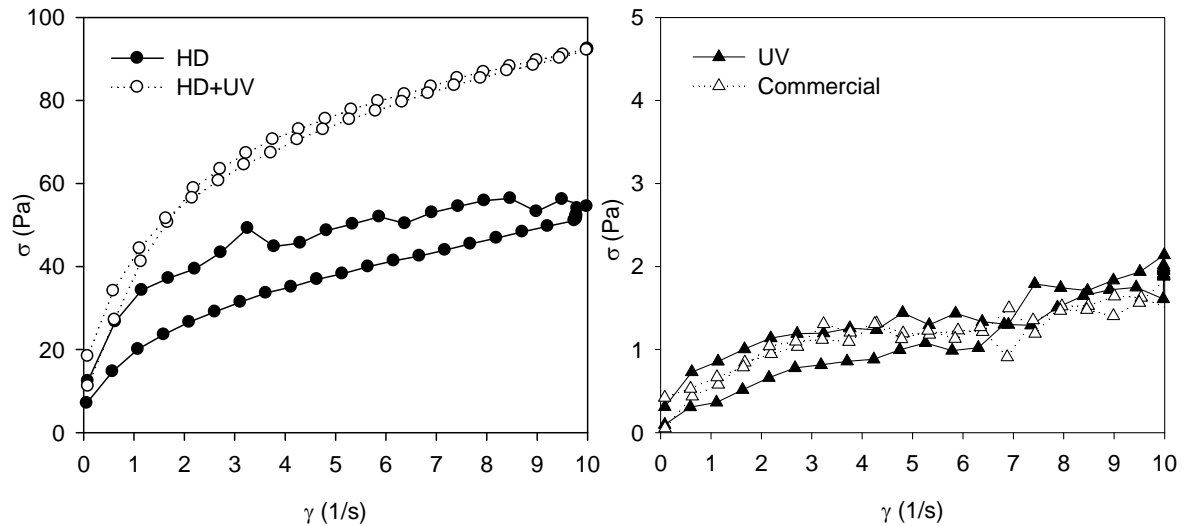 100
80
60
40
20
0
σ (Pa)
HD
HD+UV
0 1 2 3 4 5 6 7 8 9 10
γ (1/s)
5
4
3
2
1
0
σ (Pa)
UV
Commercial
0 1 2 3 4 5 6 7 8 9 10
γ (1/s)